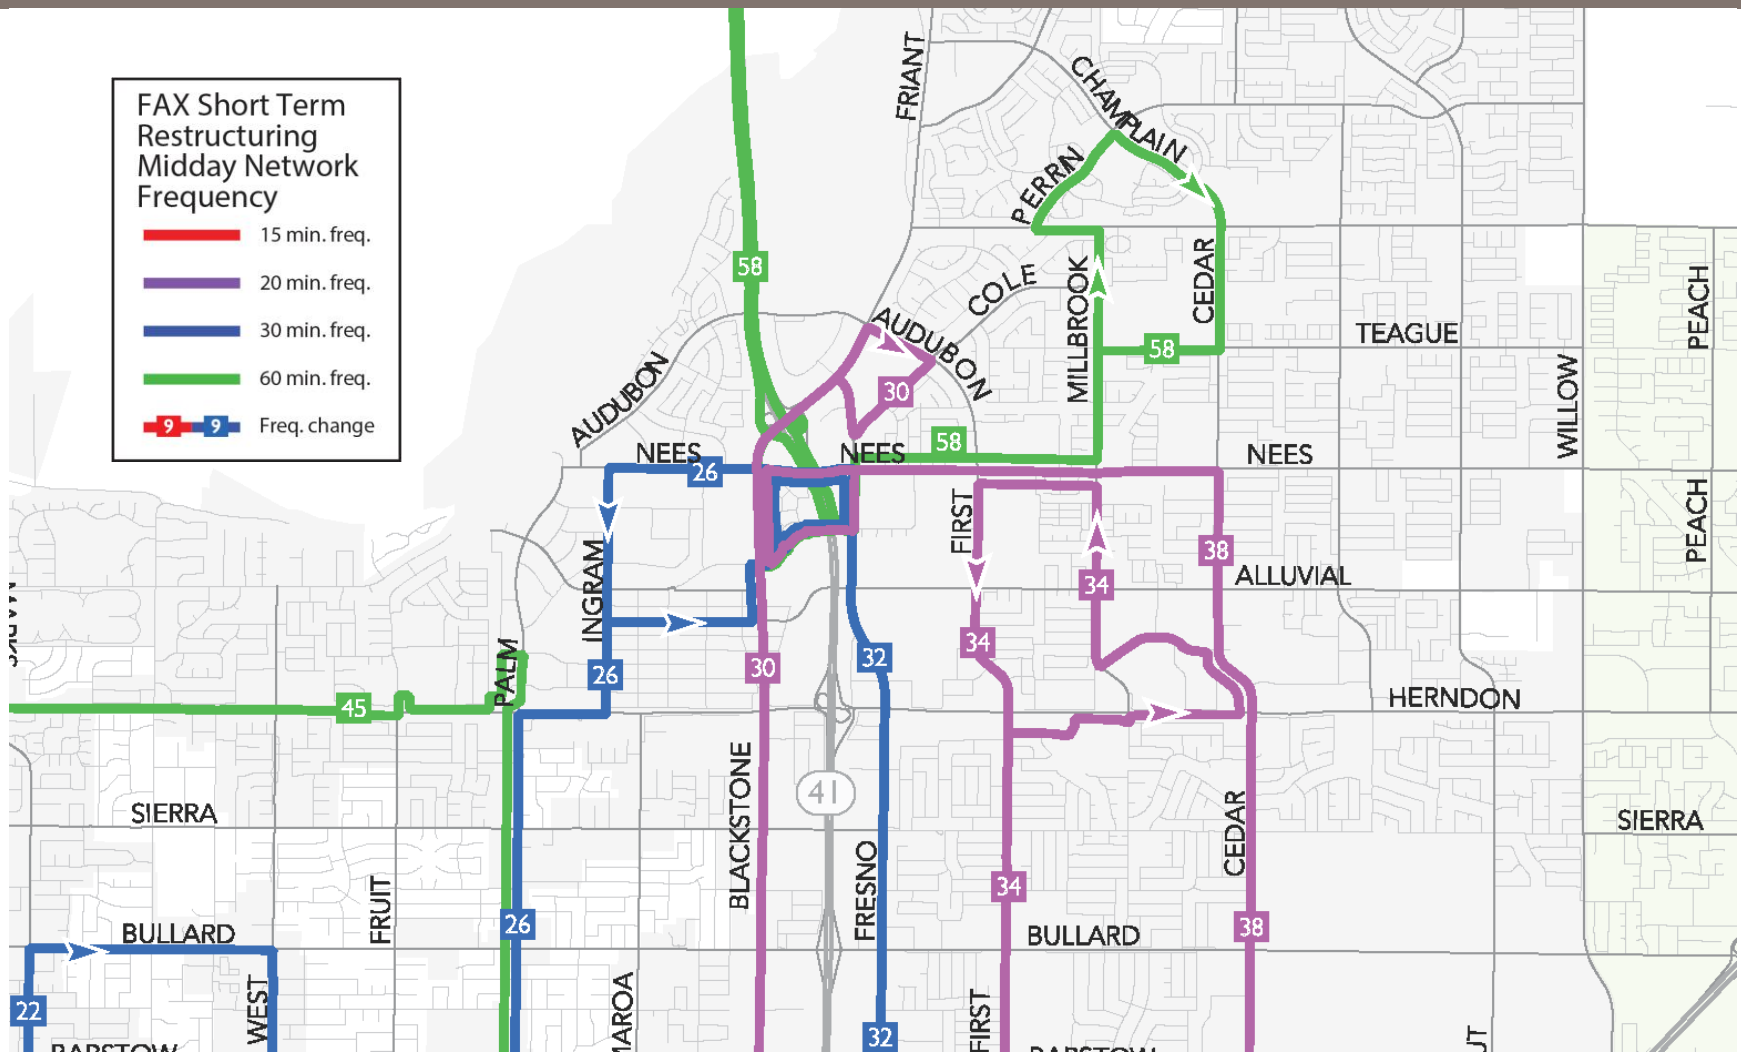 FAX Short Term
Restructuring
Midday Network
Frequency
15 min. freq.
20 min. freq.
30 min. freq.
60 min. freq.
9 9 Freq. change
FRIANT
CHAMPLAIN
PERRN
COLE
MILLBROOK
CEDAR
58
AUDUBON
AUDUBON
TEAGUE
58
PEACH
WILLOW
30
NEES
26
NEES
58
NEES
FIRST
PEACH
INGRAM
38
ALLUVIAL
34
34
PALM
26
30
32
45
HERNDON
41
BLACKSTONE
SIERRA
CEDAR
SIERRA
FRUIT
FRESNO
34
26
BULLARD
38
BULLARD
22
WEST
FIRST
32